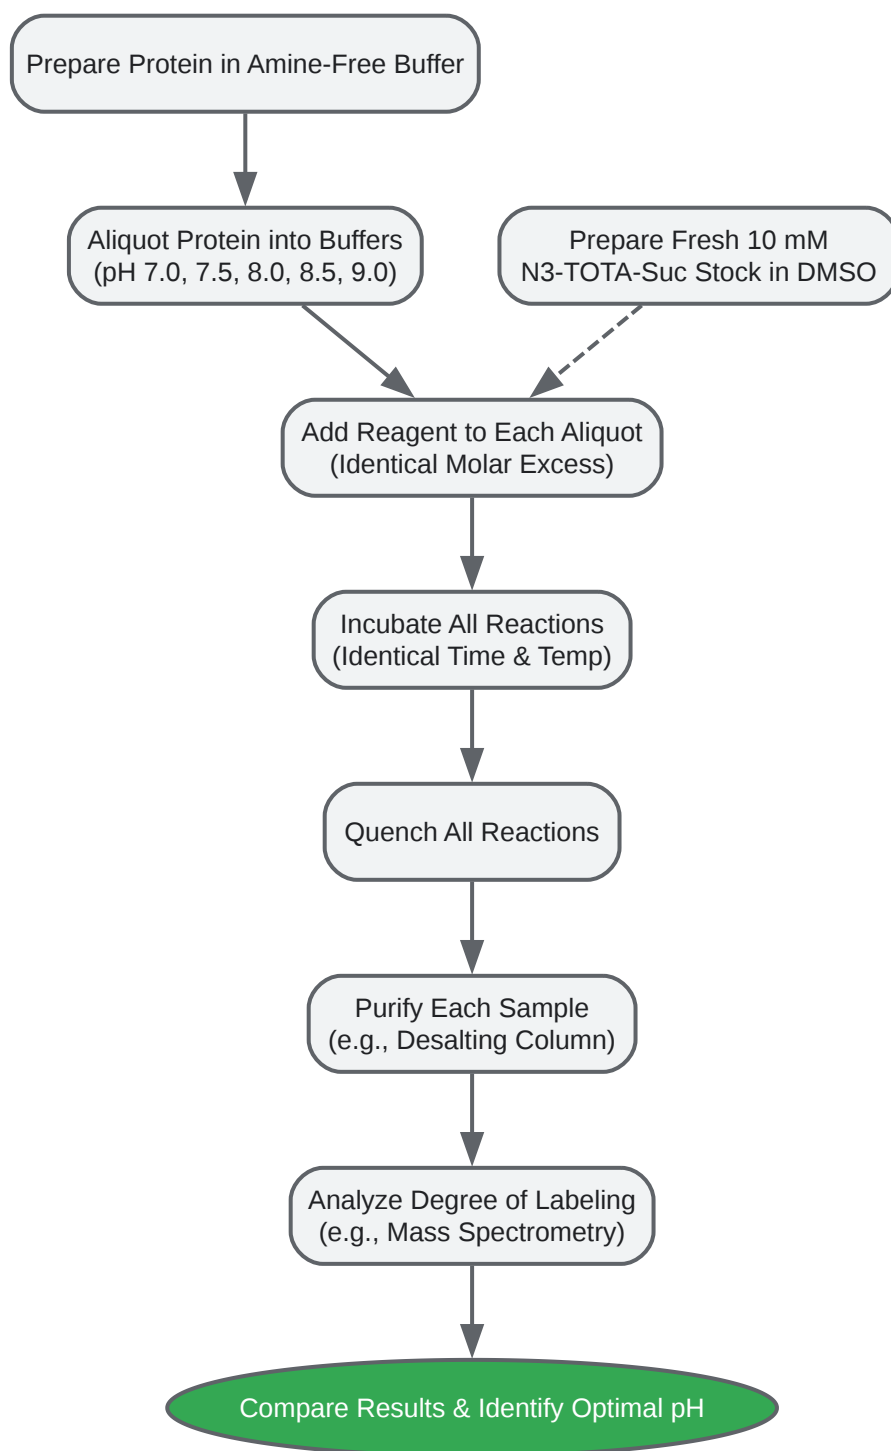 Prepare Protein in Amine-Free Buffer
Aliquot Protein into Buffers
(pH 7.0, 7.5, 8.0, 8.5, 9.0)
Prepare Fresh 10 mM
N3-TOTA-Suc Stock in DMSO
Add Reagent to Each Aliquot
(Identical Molar Excess)
Incubate All Reactions
(Identical Time & Temp)
Quench All Reactions
Purify Each Sample
(e.g., Desalting Column)
Analyze Degree of Labeling
(e.g., Mass Spectrometry)
Compare Results & Identify Optimal pH